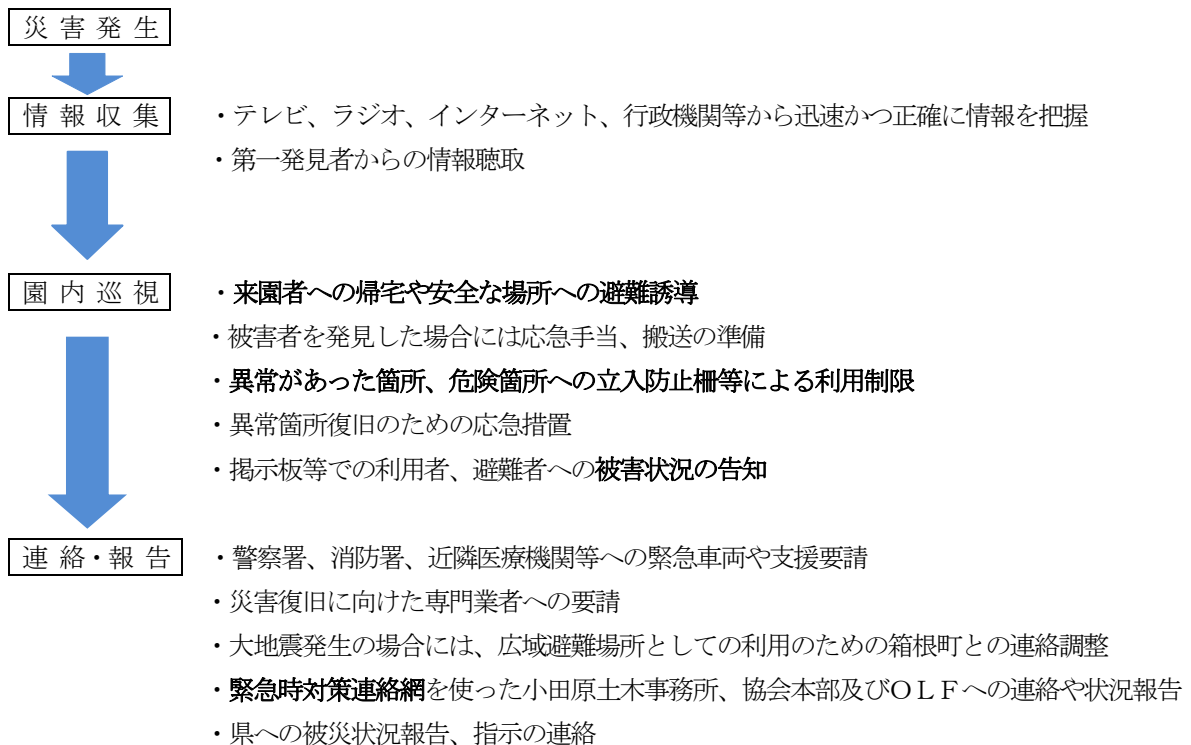 災害発生
情報収集
・テレビ、ラジオ、インターネット、行政機関等から迅速かつ正確に情報を把握
・第一発見者からの情報聴取
園内巡視
・来園者への帰宅や安全な場所への避難誘導
・被害者を発見した場合には応急手当、搬送の準備
・異常があった箇所、危険箇所への立入防止柵等による利用制限
・異常箇所復旧のための応急措置
・掲示板等での利用者、避難者への被害状況の告知
連絡・報告
・警察署、消防署、近隣医療機関等への緊急車両や支援要請
・災害復旧に向けた専門業者への要請
・大地震発生の場合には、広域避難場所としての利用のための箱根町との連絡調整
・緊急時対策連絡網を使った小田原土木事務所、協会本部及びＯＬＦへの連絡や状況報告
・県への被災状況報告、指示の連絡